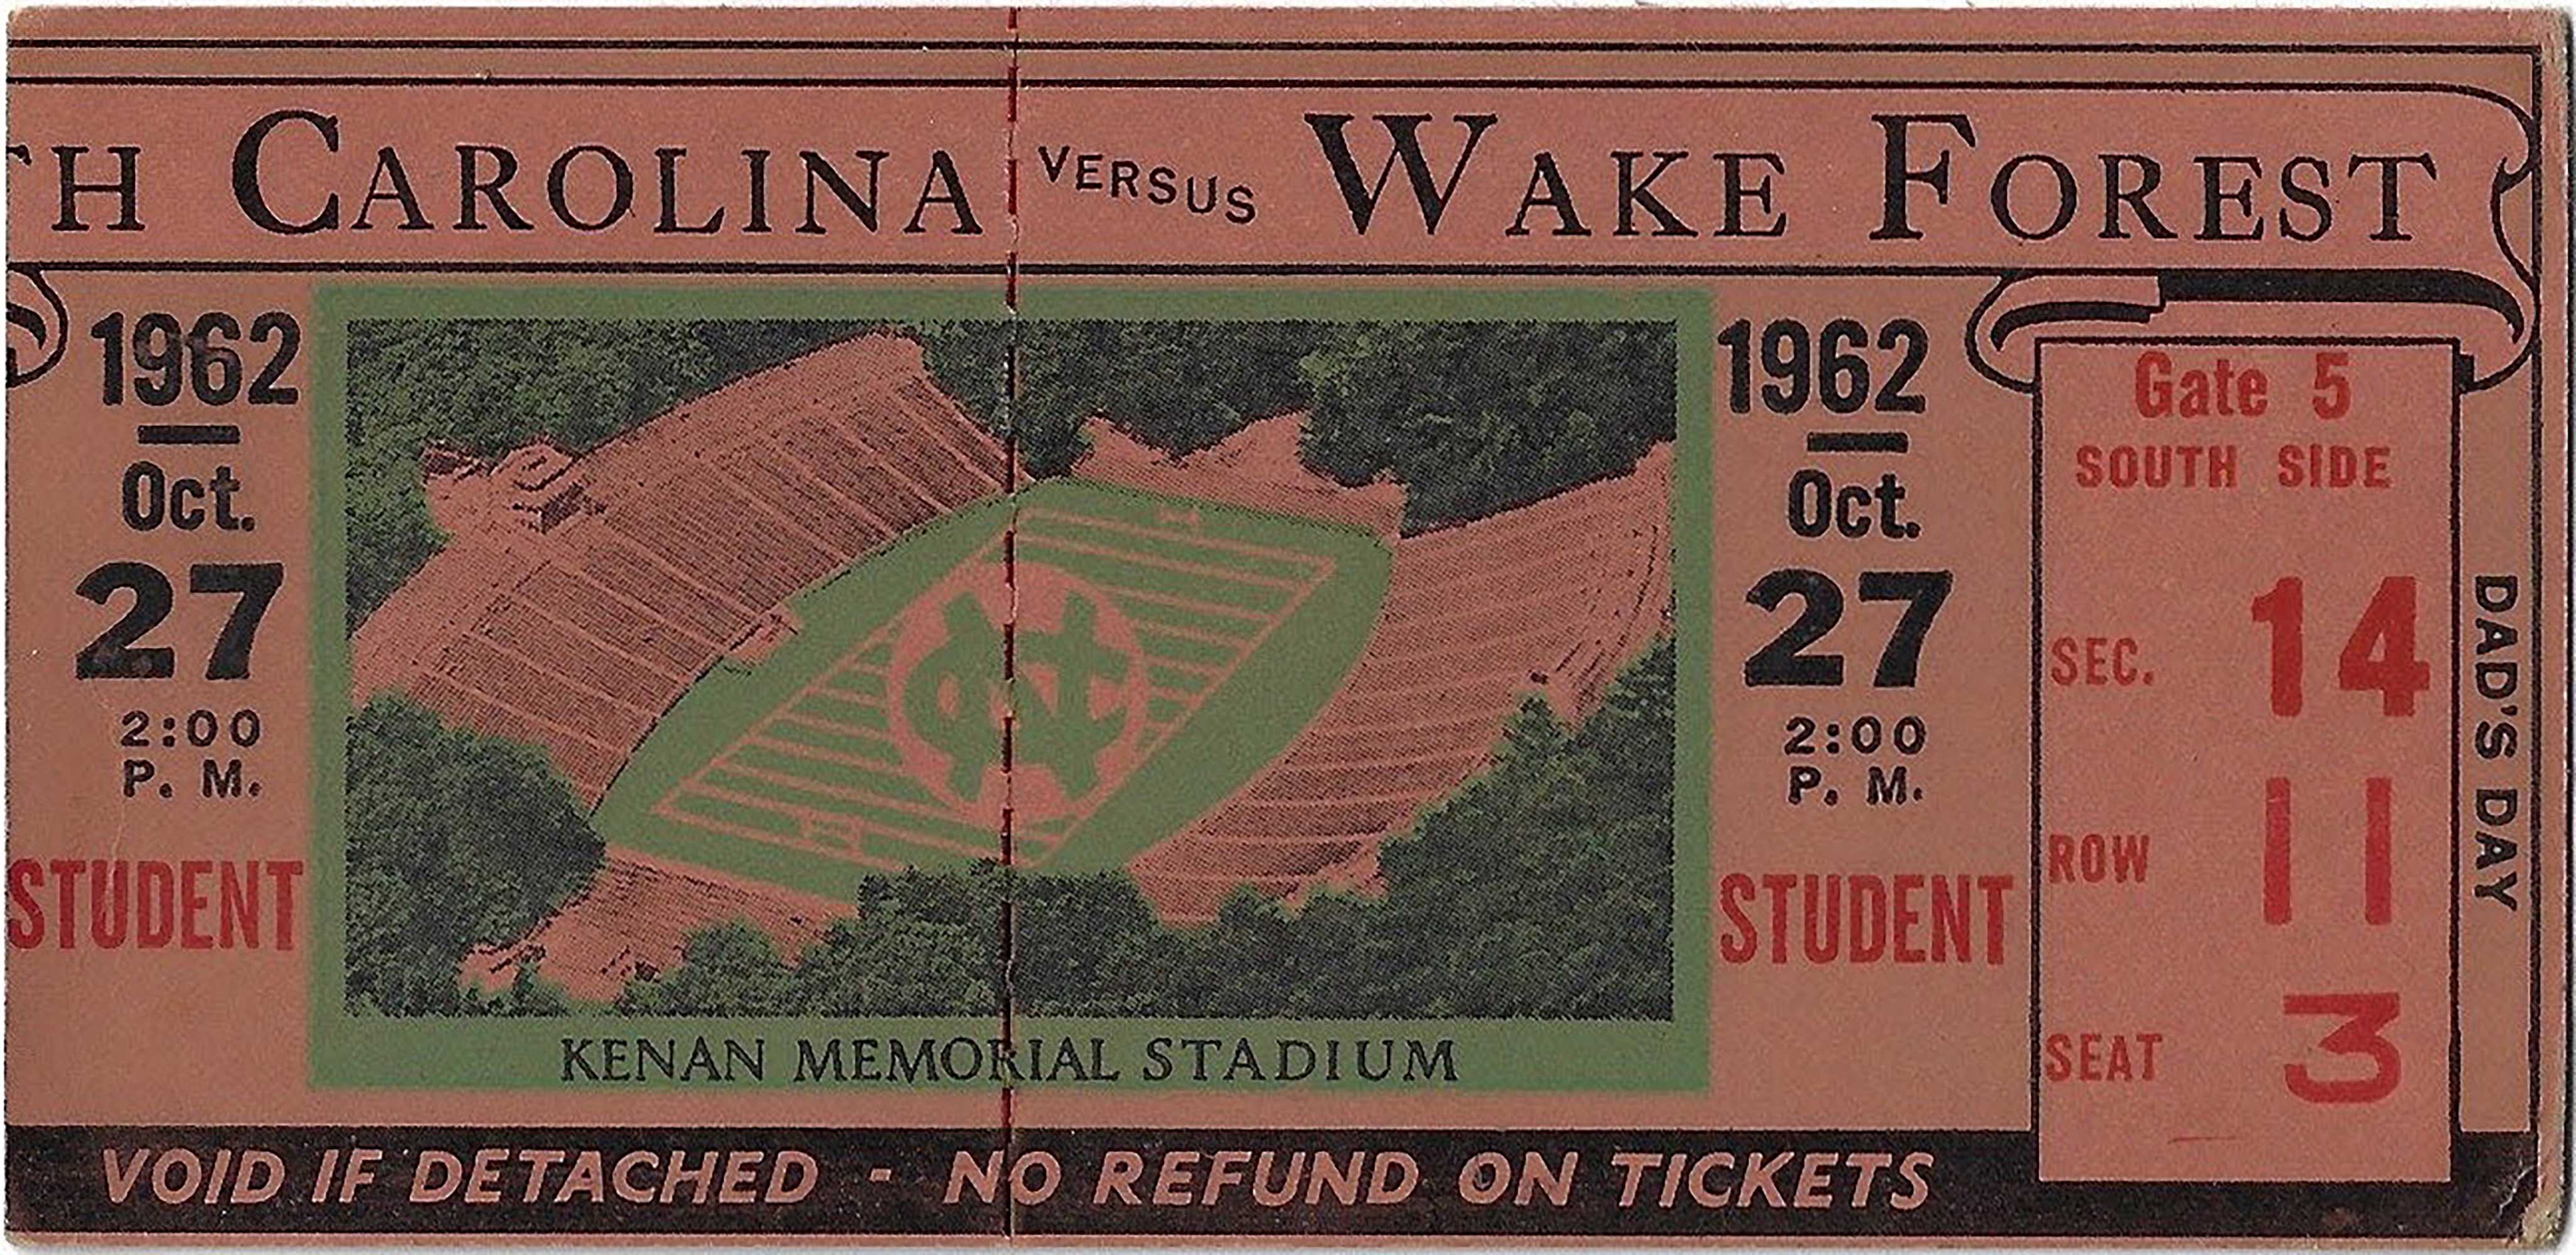 TH CAROLINA VERSUS WAKE FOREST
1962
Oct.
27
2:00
P. M.
STUDENT
NC
KENAN MEMORIAL STADIUM
1962
Oct.
27
2:00
P. M.
STUDENT
Gate 5
SOUTH SIDE
SEC. 14
ROW 11
SEAT 3
DAD'S DAY
VOID IF DETACHED - NO REFUND ON TICKETS